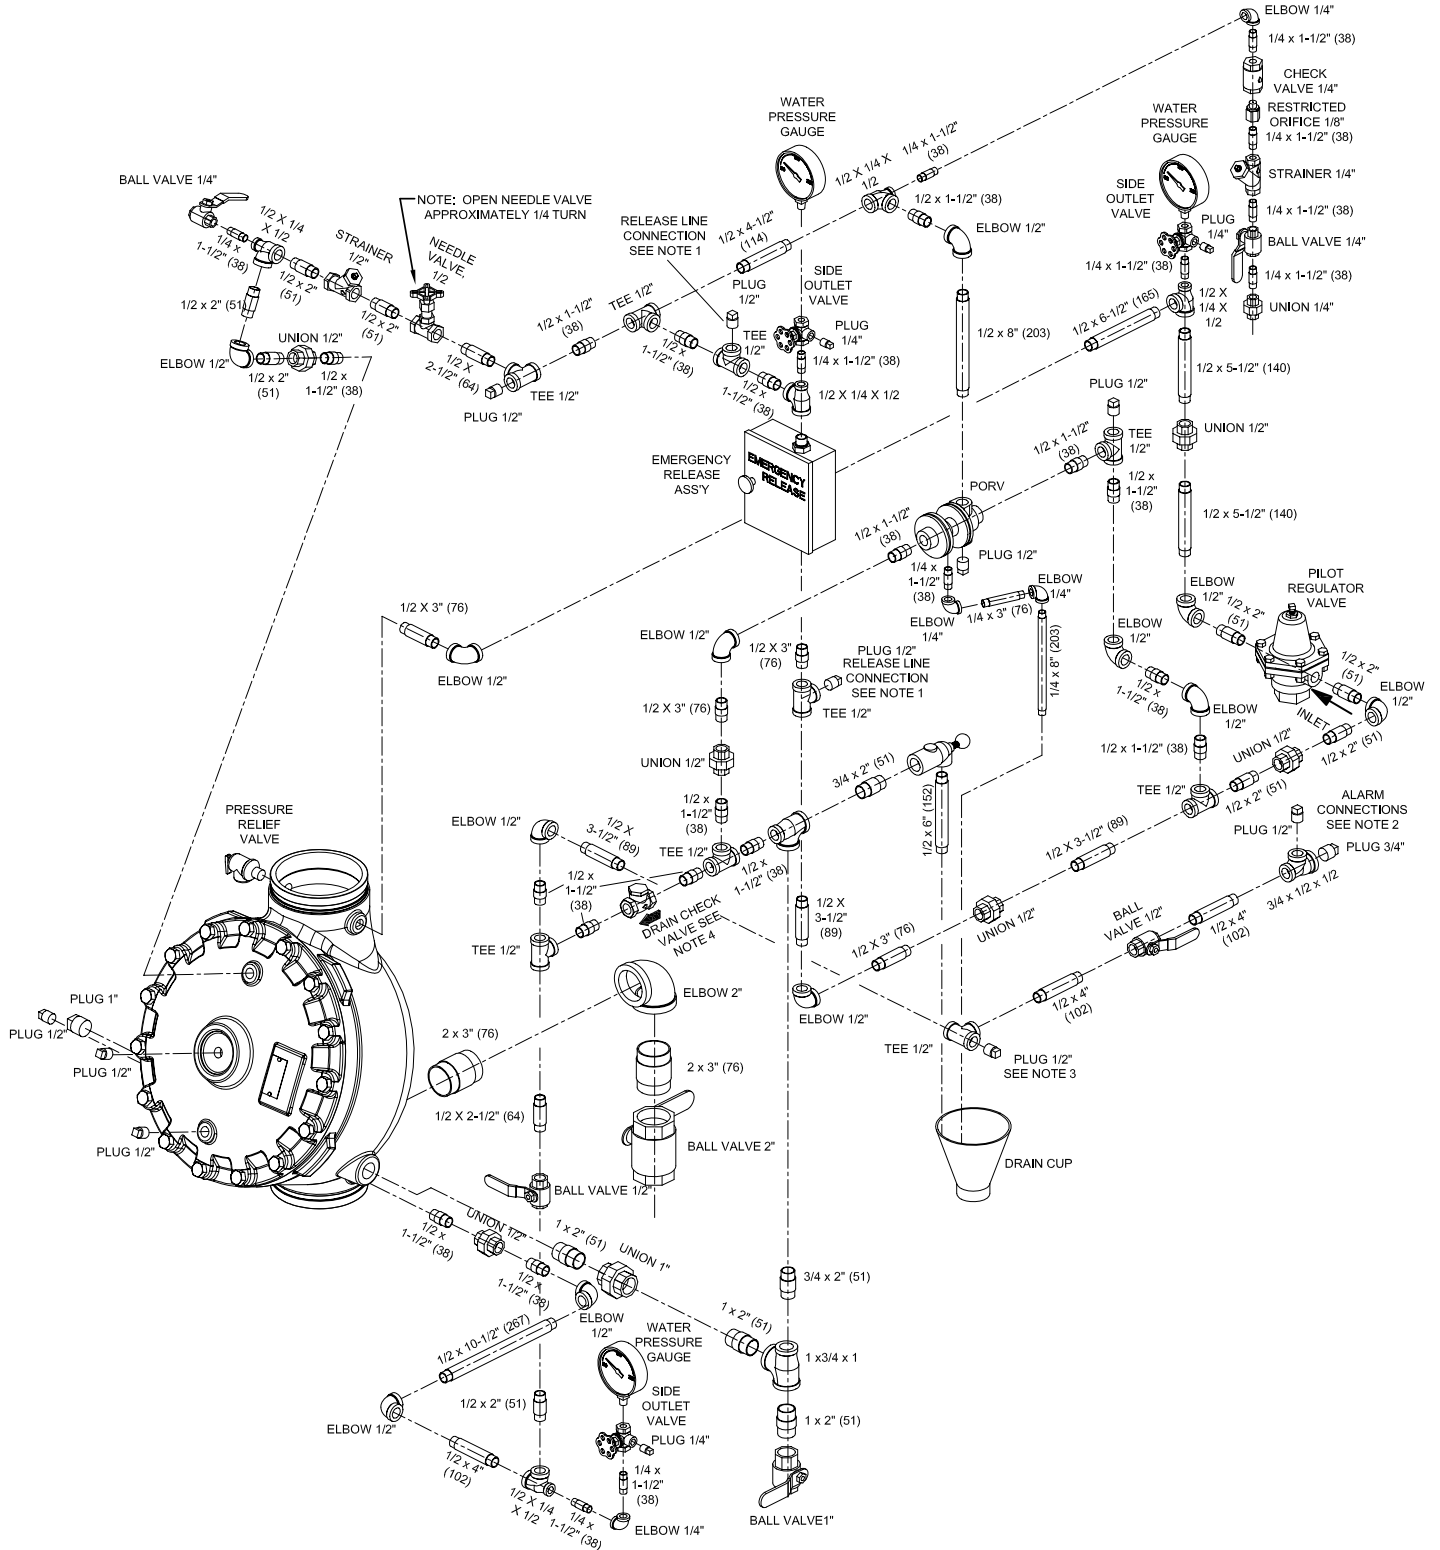 ELBOW 1/4"
1/4 x 1-1/2" (38)
CHECK
VALVE 1/4"
RESTRICTED
ORIFICE 1/8"
1/4 x 1-1/2" (38)
STRAINER 1/4"
1/4 x 1-1/2" (38)
BALL VALVE 1/4"
1/4 x 1-1/2" (38)
UNION 1/4"
WATER
PRESSURE
GAUGE
SIDE
OUTLET
VALVE
PLUG
1/4"
1/4 x 1-1/2" (38)
1/2 X
1/4 X
1/2
1/2 x 6-1/2" (165)
1/2 x 5-1/2" (140)
UNION 1/2"
1/2 x 5-1/2" (140)
ELBOW
1/2"
1/2 x 2"
(51)
PILOT
REGULATOR
VALVE
1/2 x 2"
(51)
ELBOW
1/2"
INLET
1/2 x 2" (51)
UNION 1/2"
1/2 x 2" (51)
TEE 1/2"
WATER
PRESSURE
GAUGE
1/2 X 1/4 X
1/2
1/4 x 1-1/2"
(38)
1/2 x 1-1/2" (38)
ELBOW 1/2"
1/2 x 8" (203)
BALL VALVE 1/4"
NOTE:  OPEN NEEDLE VALVE
APPROXIMATELY 1/4 TURN
1/2 X 1/4
X 1/2
1/4 x
1-1/2" (38)
STRAINER
1/2"
NEEDLE
VALVE,
1/2
1/2 x 2"
(51)
1/2 x 2"
(51)
1/2 x 2" (51)
UNION 1/2"
ELBOW 1/2"
1/2 x 2"
(51)
1/2 x
1-1/2" (38)
1/2 X
2-1/2" (64)
PLUG 1/2"
TEE 1/2"
1/2 x 1-1/2"
(38)
TEE 1/2"
RELEASE LINE
CONNECTION
SEE NOTE 1
1/2 x 4-1/2"
(114)
PLUG
1/2"
SIDE
OUTLET
VALVE
PLUG
1/4"
TEE
1/2"
1/2 x
1-1/2" (38)
1/4 x 1-1/2" (38)
1/2 x
1-1/2" (38)
1/2 X 1/4 X 1/2
EMERGENCY
RELEASE
ASS'Y
EMERGENCY
RELEASE
PLUG 1/2"
1/2 x 1-1/2"
(38)
TEE
1/2"
1/2 x
1-1/2"
(38)
PORV
1/2 x 1-1/2"
(38)
PLUG 1/2"
1/4 x
1-1/2"
(38)
ELBOW
1/4"
1/4 x 3" (76)
ELBOW
1/4"
1/4 x 8" (203)
ELBOW
1/2"
1/2 x
1-1/2" (38)
ELBOW
1/2"
1/2 x 1-1/2" (38)
1/2 X 3" (76)
ELBOW 1/2"
ELBOW 1/2"
1/2 X 3"
(76)
PLUG 1/2"
RELEASE LINE
CONNECTION
SEE NOTE 1
TEE 1/2"
1/2 X 3" (76)
UNION 1/2"
1/2 x
1-1/2"
(38)
3/4 x 2" (51)
1/2 x 6" (152)
TEE 1/2"
1/2 x
1-1/2" (38)
ELBOW 1/2"
1/2 X
3-1/2" (89)
1/2 x
1-1/2"
(38)
DRAIN CHECK
VALVE SEE
NOTE 4
TEE 1/2"
1/2 X
3-1/2"
(89)
1/2 X 3" (76)
UNION 1/2"
1/2 X 3-1/2" (89)
ELBOW 1/2"
ALARM
CONNECTIONS
SEE NOTE 2
PLUG 1/2"
PLUG 3/4"
3/4 x 1/2 x 1/2
1/2 x 4"
(102)
BALL
VALVE 1/2"
1/2 x 4"
(102)
TEE 1/2"
PLUG 1/2"
SEE NOTE 3
DRAIN CUP
PRESSURE
RELIEF
VALVE
PLUG 1"
PLUG 1/2"
PLUG 1/2"
PLUG 1/2"
ELBOW 2"
2 x 3" (76)
2 x 3" (76)
BALL VALVE 2"
1/2 X 2-1/2" (64)
BALL VALVE 1/2"
1/2 x
1-1/2" (38)
UNION 1/2"
1/2 x
1-1/2" (38)
1 x 2" (51)
UNION 1"
ELBOW
1/2"
1/2 x 10-1/2" (267)
ELBOW 1/2"
1/2 x 4"
(102)
1/2 x 2" (51)
1/2 X 1/4
X 1/2
1/4 x
1-1/2" (38)
ELBOW 1/4"
WATER
PRESSURE
GAUGE
SIDE
OUTLET
VALVE
PLUG 1/4"
1/4 x
1-1/2"
(38)
3/4 x 2" (51)
1 x 2" (51)
1 x3/4 x 1
1 x 2" (51)
BALL VALVE1"